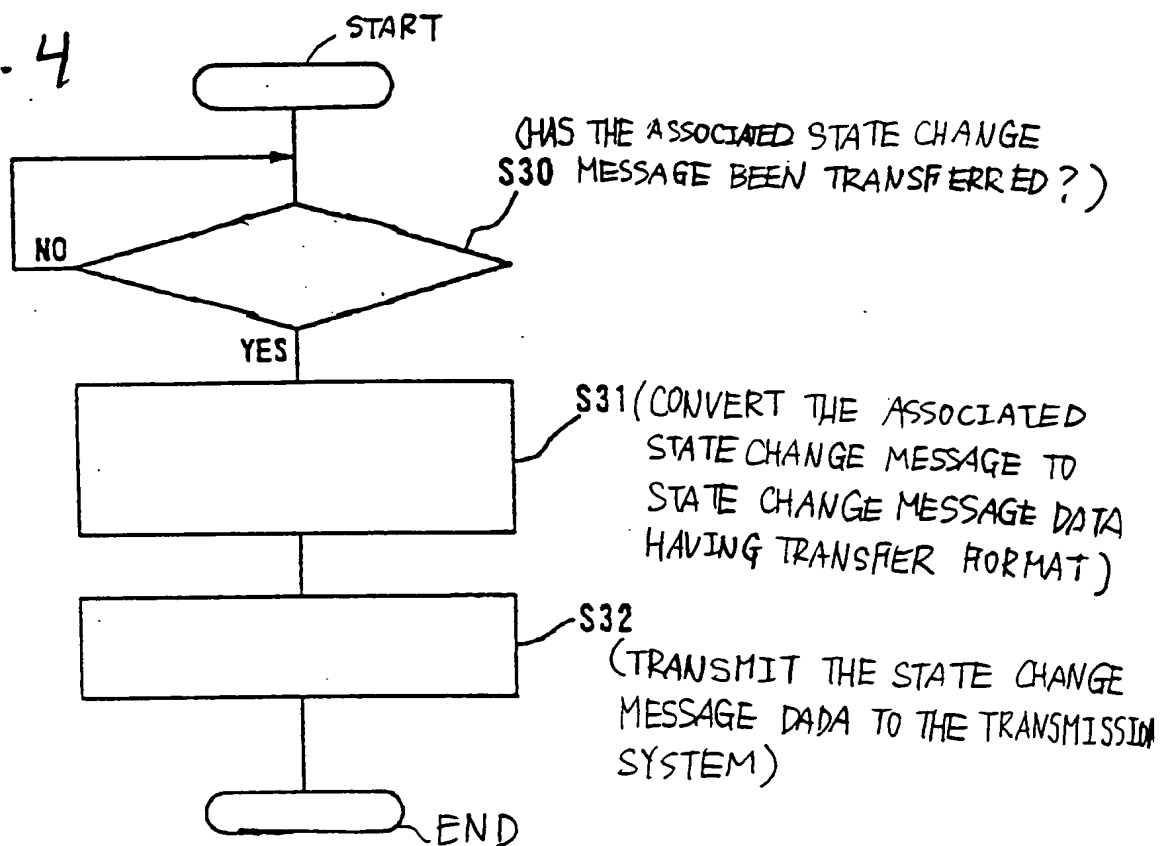 . 4
START
(HAS THE ASSOCIATED STATE CHANGE
S30 MESSAGE BEEN TRANSFERRED?)
NO
YES
S31 (CONVERT THE ASSOCIATED
STATE CHANGE MESSAGE TO
STATE CHANGE MESSAGE DATA
HAVING TRANSFER FORMAT)
S32
(TRANSMIT THE STATE CHANGE
MESSAGE DADA TO THE TRANSMISSION
SYSTEM)
END